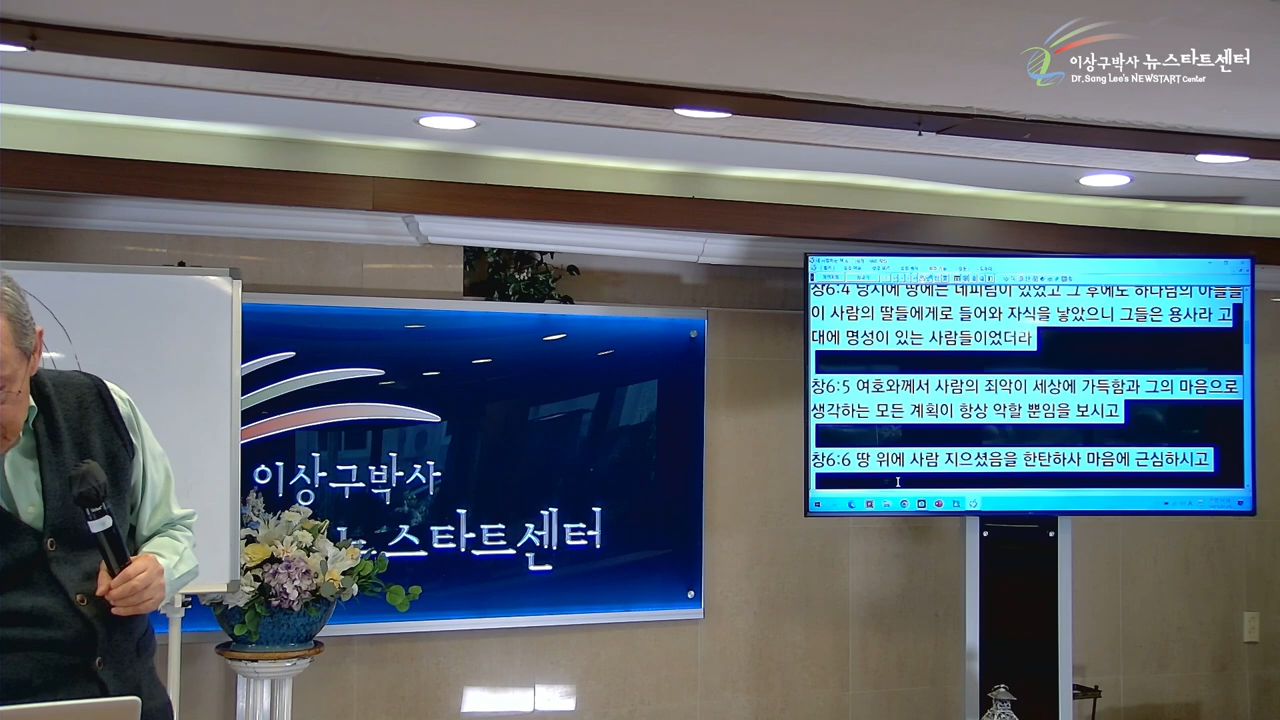 이상구박사 뉴스타트센터
Dr. Sang Lee's NEWSTART Center
창6:4 당시에 땅에는 네피림이 있었고 그 후에도 하나님의 아들들
이 사람의 딸들에게로 들어와 자식을 낳았으니 그들은 용사라 고
대에 명성이 있는 사람들이었더라
창6:5 여호와께서 사람의 죄악이 세상에 가득함과 그의 마음으로
생각하는 모든 계획이 항상 악할 뿐임을 보시고
창6:6 땅 위에 사람 지으셨음을 한탄하사 마음에 근심하시고
이상구박사
뉴스타트센터